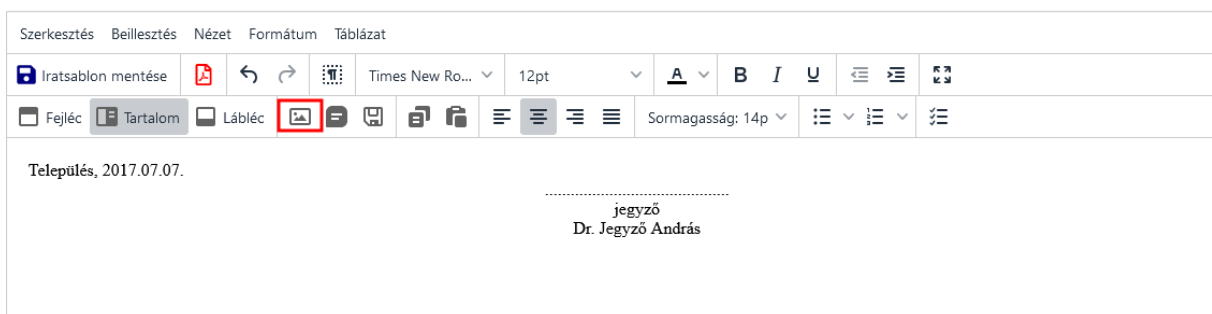 Szerkesztés Beillesztés Nézet Formátum Táblázat
Iratsablon mentése Times New Ro... 12pt A B I U
Fejléc Tartalom Lábléc Sormagasság: 14p
Település, 2017.07.07.
jegyző
Dr. Jegyző András